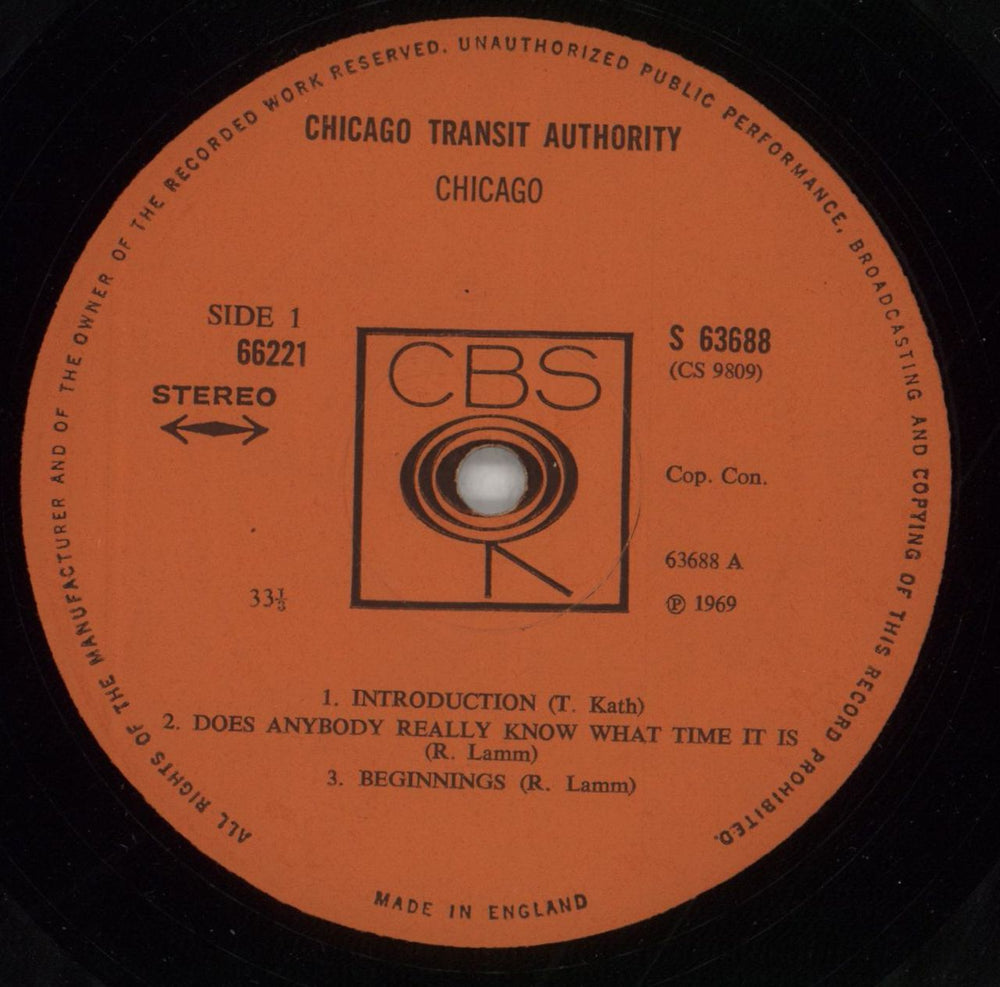 ALL RIGHTS OF THE MANUFACTURER AND OF THE OWNER OF THE RECORDED WORK RESERVED. UNAUTHORIZED PUBLIC PERFORMANCE, BROADCASTING AND COPYING OF THIS RECORD PROHIBITED.
CHICAGO TRANSIT AUTHORITY
CHICAGO
SIDE 1
66221
STEREO
CBS
S 63688
(CS 9809)
Cop. Con.
63688 A
℗ 1969
33⅓
1. INTRODUCTION (T. Kath)
2. DOES ANYBODY REALLY KNOW WHAT TIME IT IS
(R. Lamm)
3. BEGINNINGS (R. Lamm)
MADE IN ENGLAND